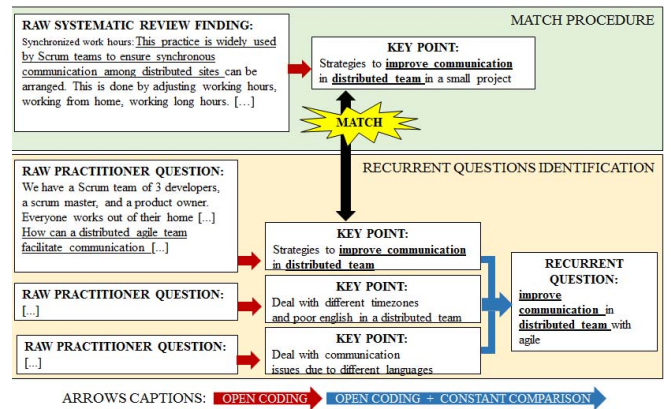 MATCH PROCEDURE
RAW SYSTEMATIC REVIEW FINDING:
Synchronized work hours: This practice is widely used
by Scrum teams to ensure synchronous
communication among distributed sites can be
arranged. This is done by adjusting working hours,
working from home, working long hours. […]
KEY POINT:
Strategies to improve communication
in distributed team in a small project
MATCH
RECURRENT QUESTIONS IDENTIFICATION
RAW PRACTITIONER QUESTION:
We have a Scrum team of 3 developers,
a scrum master, and a product owner.
Everyone works out of their home [...]
How can a distributed agile team
facilitate communication [...]
KEY POINT:
Strategies to improve communication
in distributed team
RAW PRACTITIONER QUESTION:
[...]
KEY POINT:
Deal with different timezones
and poor english in a distributed team
RAW PRACTITIONER QUESTION:
[...]
KEY POINT:
Deal with communication
issues due to different languages
RECURRENT
QUESTION:
improve
communication in
distributed team with
agile
ARROWS CAPTIONS: OPEN CODING OPEN CODING + CONSTANT COMPARISON